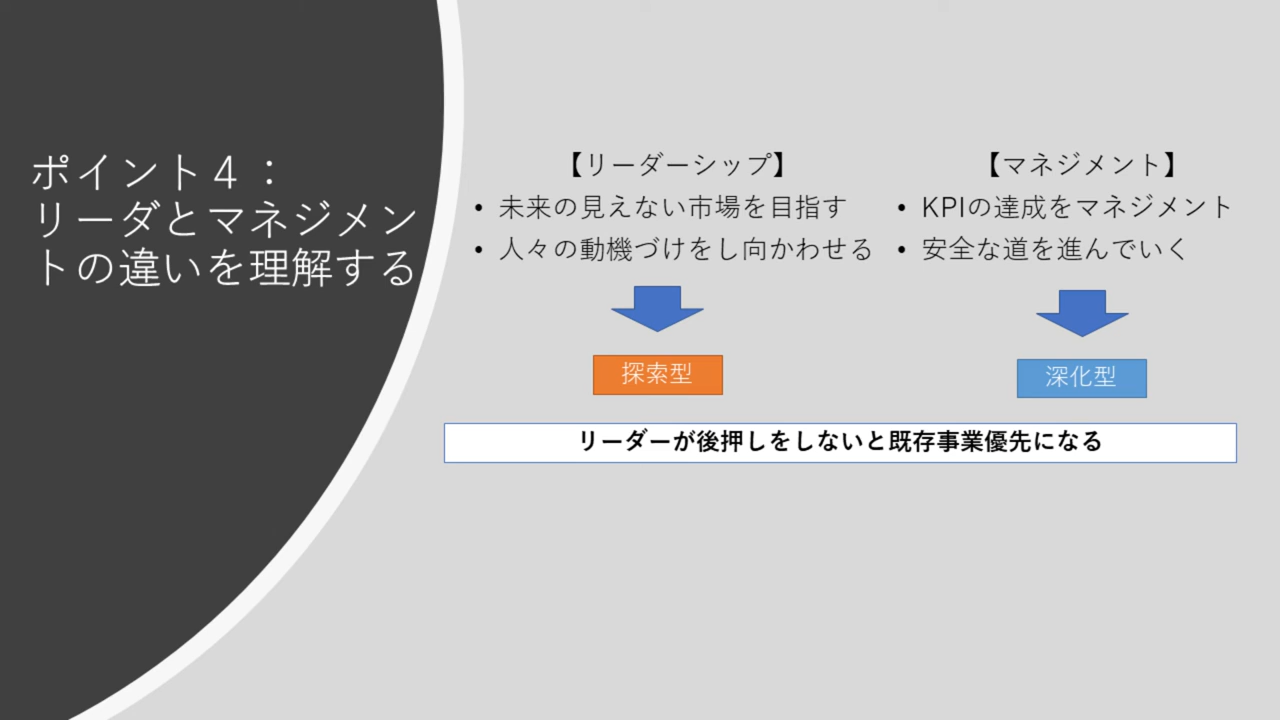 ポイント４：
リーダとマネジメン
トの違いを理解する
【リーダーシップ】
• 未来の見えない市場を目指す
• 人々の動機づけをし向かわせる
探索型
【マネジメント】
• KPIの達成をマネジメント
• 安全な道を進んでいく
深化型
リーダーが後押しをしないと既存事業優先になる